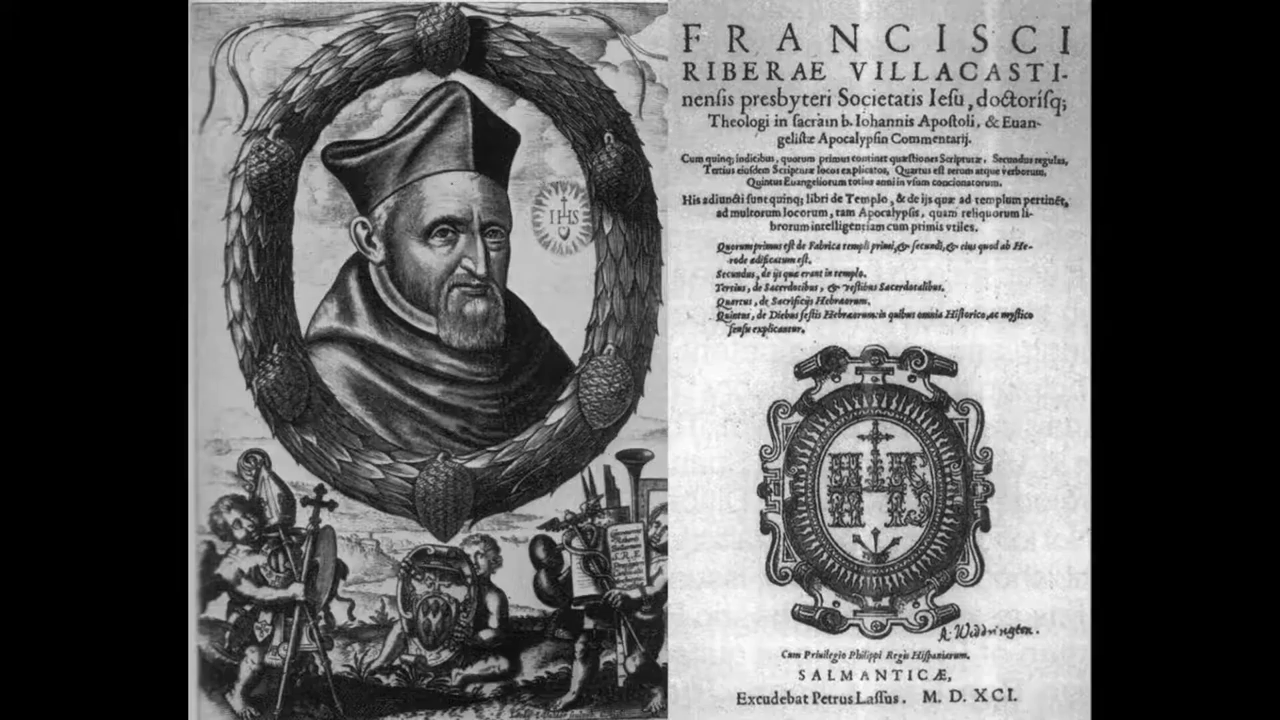 IHS
FRANCISCI
RIBERAE VILLACASTI-
nensis presbyteri Societatis Iesu, doctorisq;
Theologi in sacram b. Iohannis Apostoli, & Euan-
gelistæ Apocalypsin Commentarij.
Cum quinq; indicibus, quorum primus continet quæstiones Scripturæ, Secundus regulas,
Tertius eiusdem Scripturæ locos explicatos, Quartus est rerum atque verborum,
Quintus Euangeliorum totius anni in vsum concionatorum.
His adiuncti sunt quinq; libri de Templo, & de ijs quæ ad templum pertinẽt,
ad multorum locorum, tam Apocalypsis, quam reliquorum li-
brorum intelligentiam cum primis vtiles.
Quorum primus est de Fabrica templi primi, & secundi, & eius quod ab He-
rode ædificatum est.
Secundus, de ijs quæ erant in templo.
Tertius, de Sacerdotibus, & vestibus Sacerdotalibus.
Quartus, de Sacrificijs Hebræorum.
Quintus, de Diebus festis Hebræorum: in quibus omnia Historico, ac mystico
sensu explicantur.
IHS
A. Weddrington.
Cum Priuilegio Philippi Regis Hispaniarum.
SALMANTICÆ,
Excudebat Petrus Lassus. M. D. XCI.